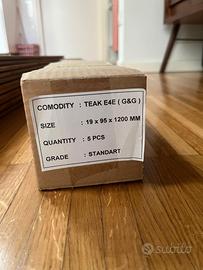 COMODITY : TEAK E4E ( G&G )
SIZE : 19 x 95 x 1200 MM
QUANTITY : 5 PCS
GRADE : STANDART
subito